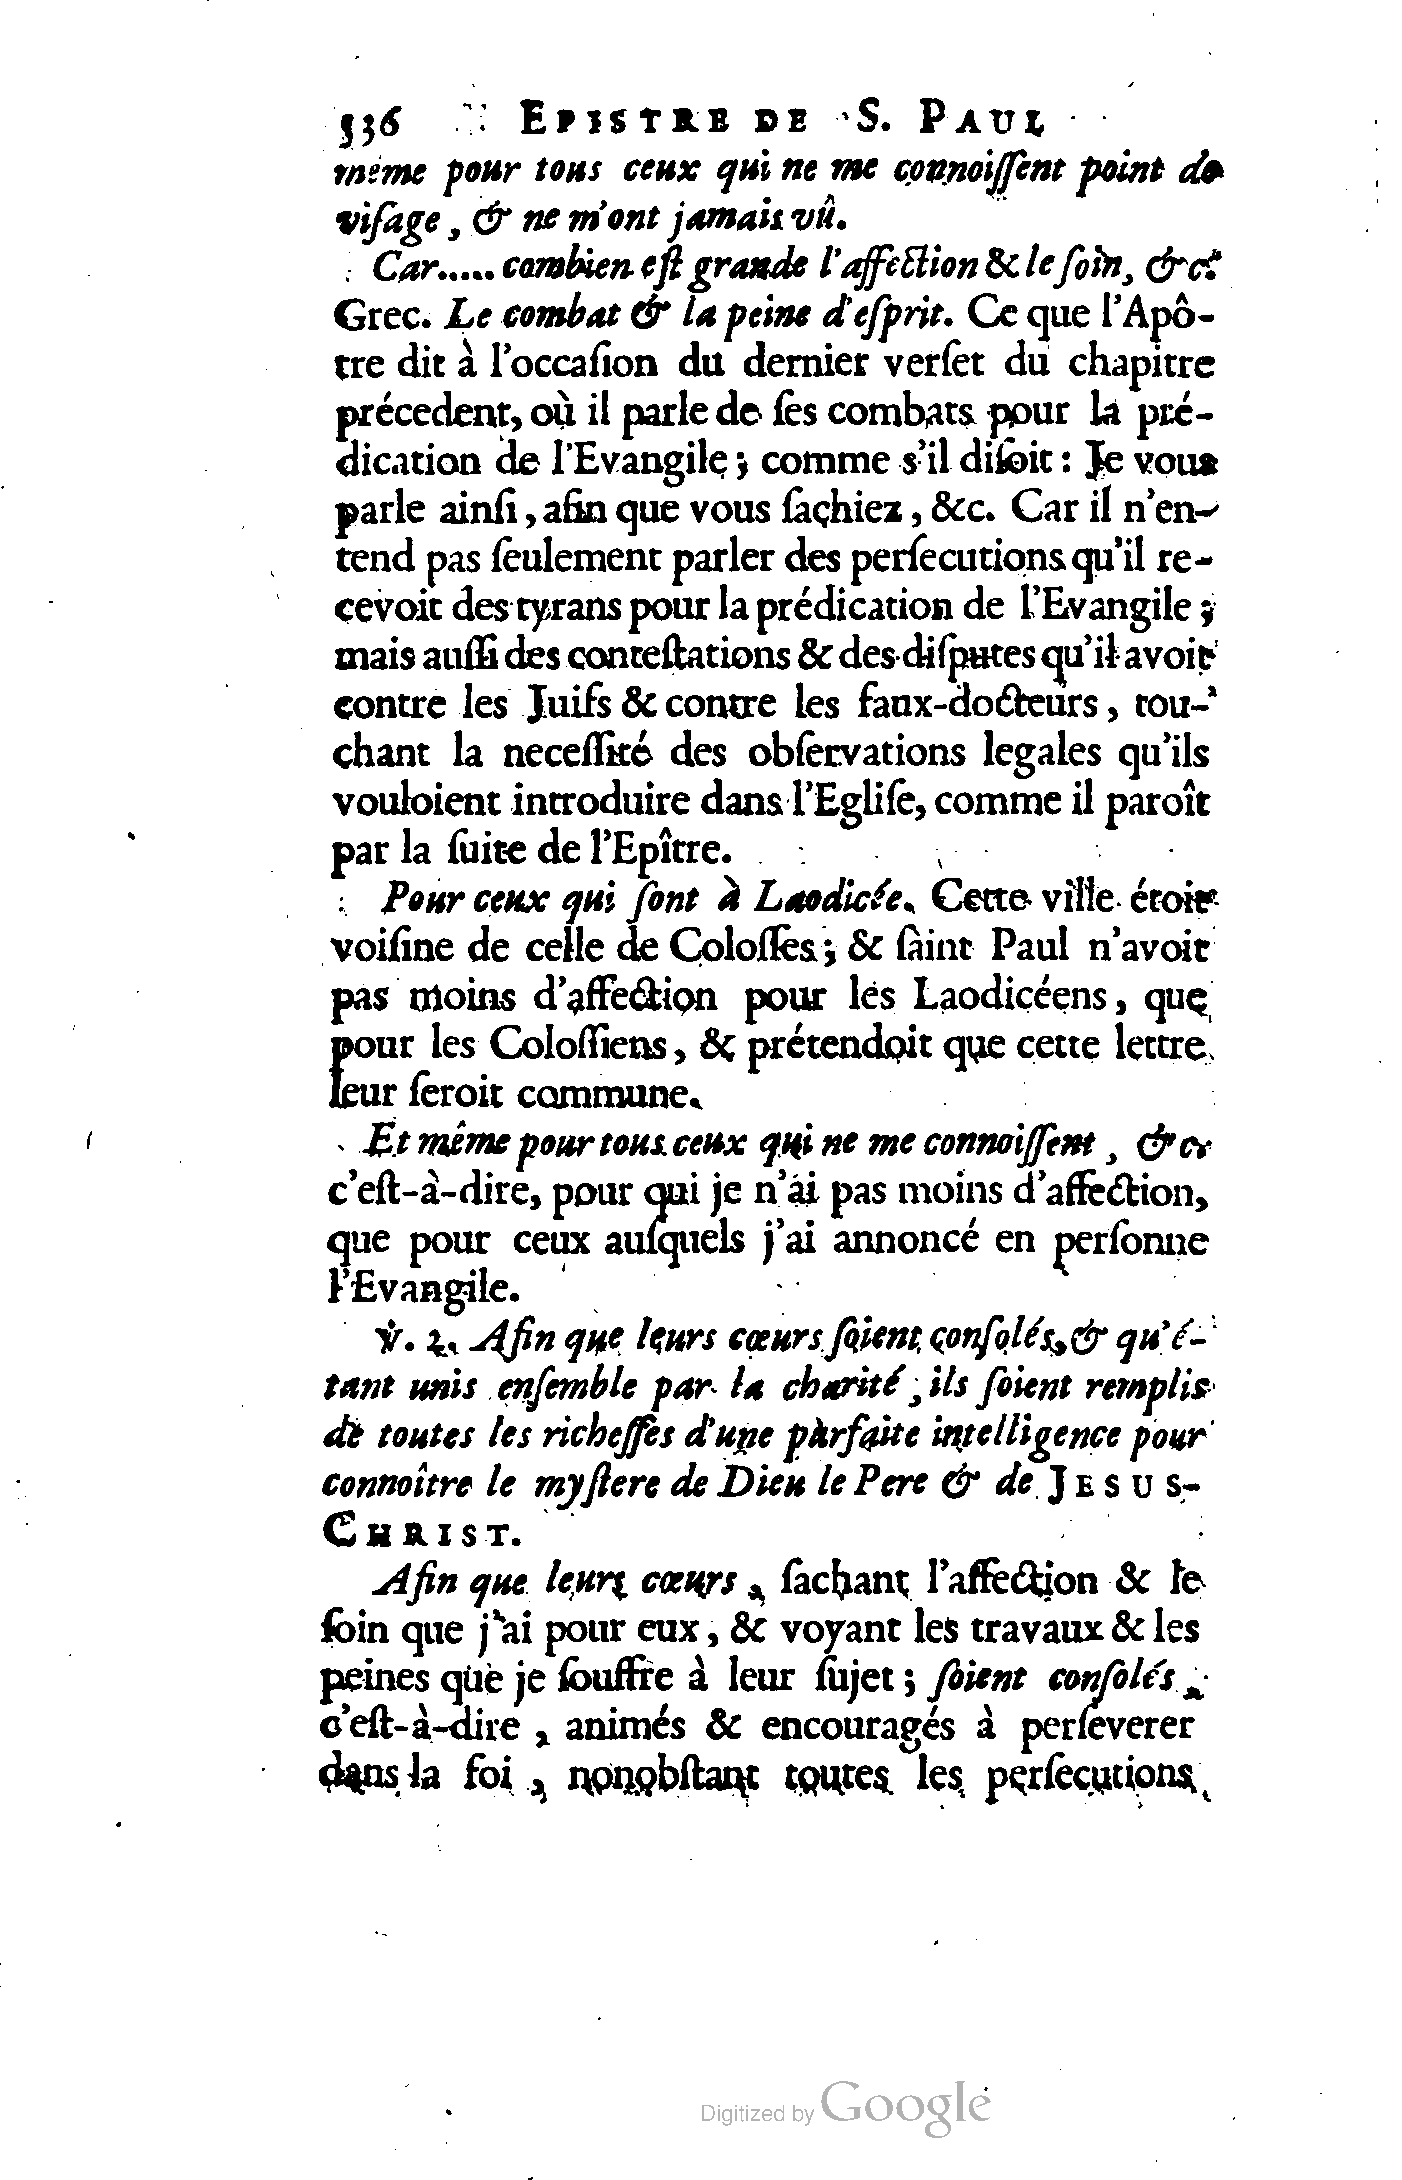 536 EPISTRE DE S. PAUL
même pour tous ceux qui ne me connoiſſent point de
viſage, & ne m'ont jamais vû.
Car..... combien eſt grande l'affection & le ſoin, &c.
Grec. Le combat & la peine d'eſprit. Ce que l'Apô-
tre dit à l'occaſion du dernier verſet du chapitre
précedent, où il parle de ſes combats pour la pré-
dication de l'Evangile; comme s'il diſoit: Je vous
parle ainſi, afin que vous ſachiez, &c. Car il n'en-
tend pas ſeulement parler des perſecutions qu'il re-
cevoit des tyrans pour la prédication de l'Evangile;
mais auſſi des conteſtations & des diſputes qu'il avoit
contre les Juifs & contre les faux-docteurs, tou-
chant la neceſſité des obſervations legales qu'ils
vouloient introduire dans l'Egliſe, comme il paroît
par la ſuite de l'Epître.
Pour ceux qui ſont à Laodicée. Cette ville étoit
voiſine de celle de Coloſſes; & ſaint Paul n'avoit
pas moins d'affection pour les Laodicéens, que
pour les Coloſſiens, & prétendoit que cette lettre
leur ſeroit commune.
Et même pour tous ceux qui ne me connoiſſent, &c
c'eſt-à-dire, pour qui je n'ai pas moins d'affection,
que pour ceux auſquels j'ai annoncé en perſonne
l'Evangile.
℣. 2. Afin que leurs cœurs ſoient conſolés, & qu'é-
tant unis enſemble par la charité, ils ſoient remplis
de toutes les richeſſes d'une parfaite intelligence pour
connoître le myſtere de Dieu le Pere & de JESUS-
CHRIST.
Afin que leurs cœurs, ſachant l'affection & le
ſoin que j'ai pour eux, & voyant les travaux & les
peines que je ſouffre à leur ſujet; ſoient conſolés,
c'eſt-à-dire, animés & encouragés à perſeverer
dans la foi, nonobſtant toutes les perſecutions
Digitized by Google